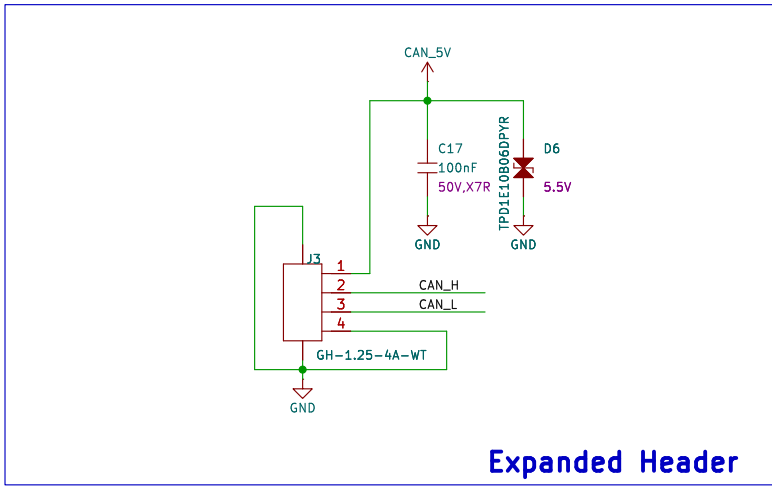 CAN_5V
C17
100nF
50V,X7R
TPD1E10B06DPYR
D6
5.5V
GND
GND
J3
1
2
3
4
CAN_H
CAN_L
GH-1.25-4A-WT
GND
Expanded Header